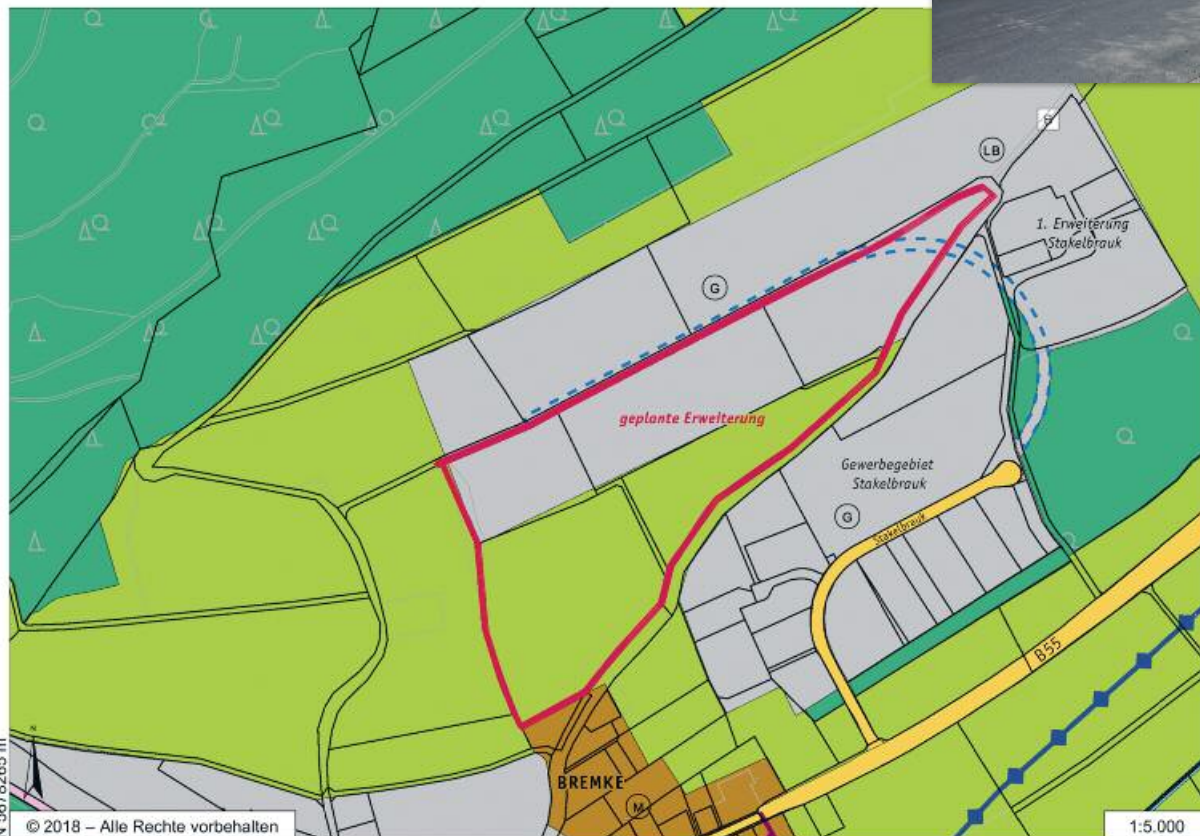 H
LB
1. Erweiterung
Stakelbrauk
G
geplante Erweiterung
Gewerbegebiet
Stakelbrauk
G
Stakelbrauk
B55
BREMKE
M
N
© 2018 – Alle Rechte vorbehalten
1:5.000